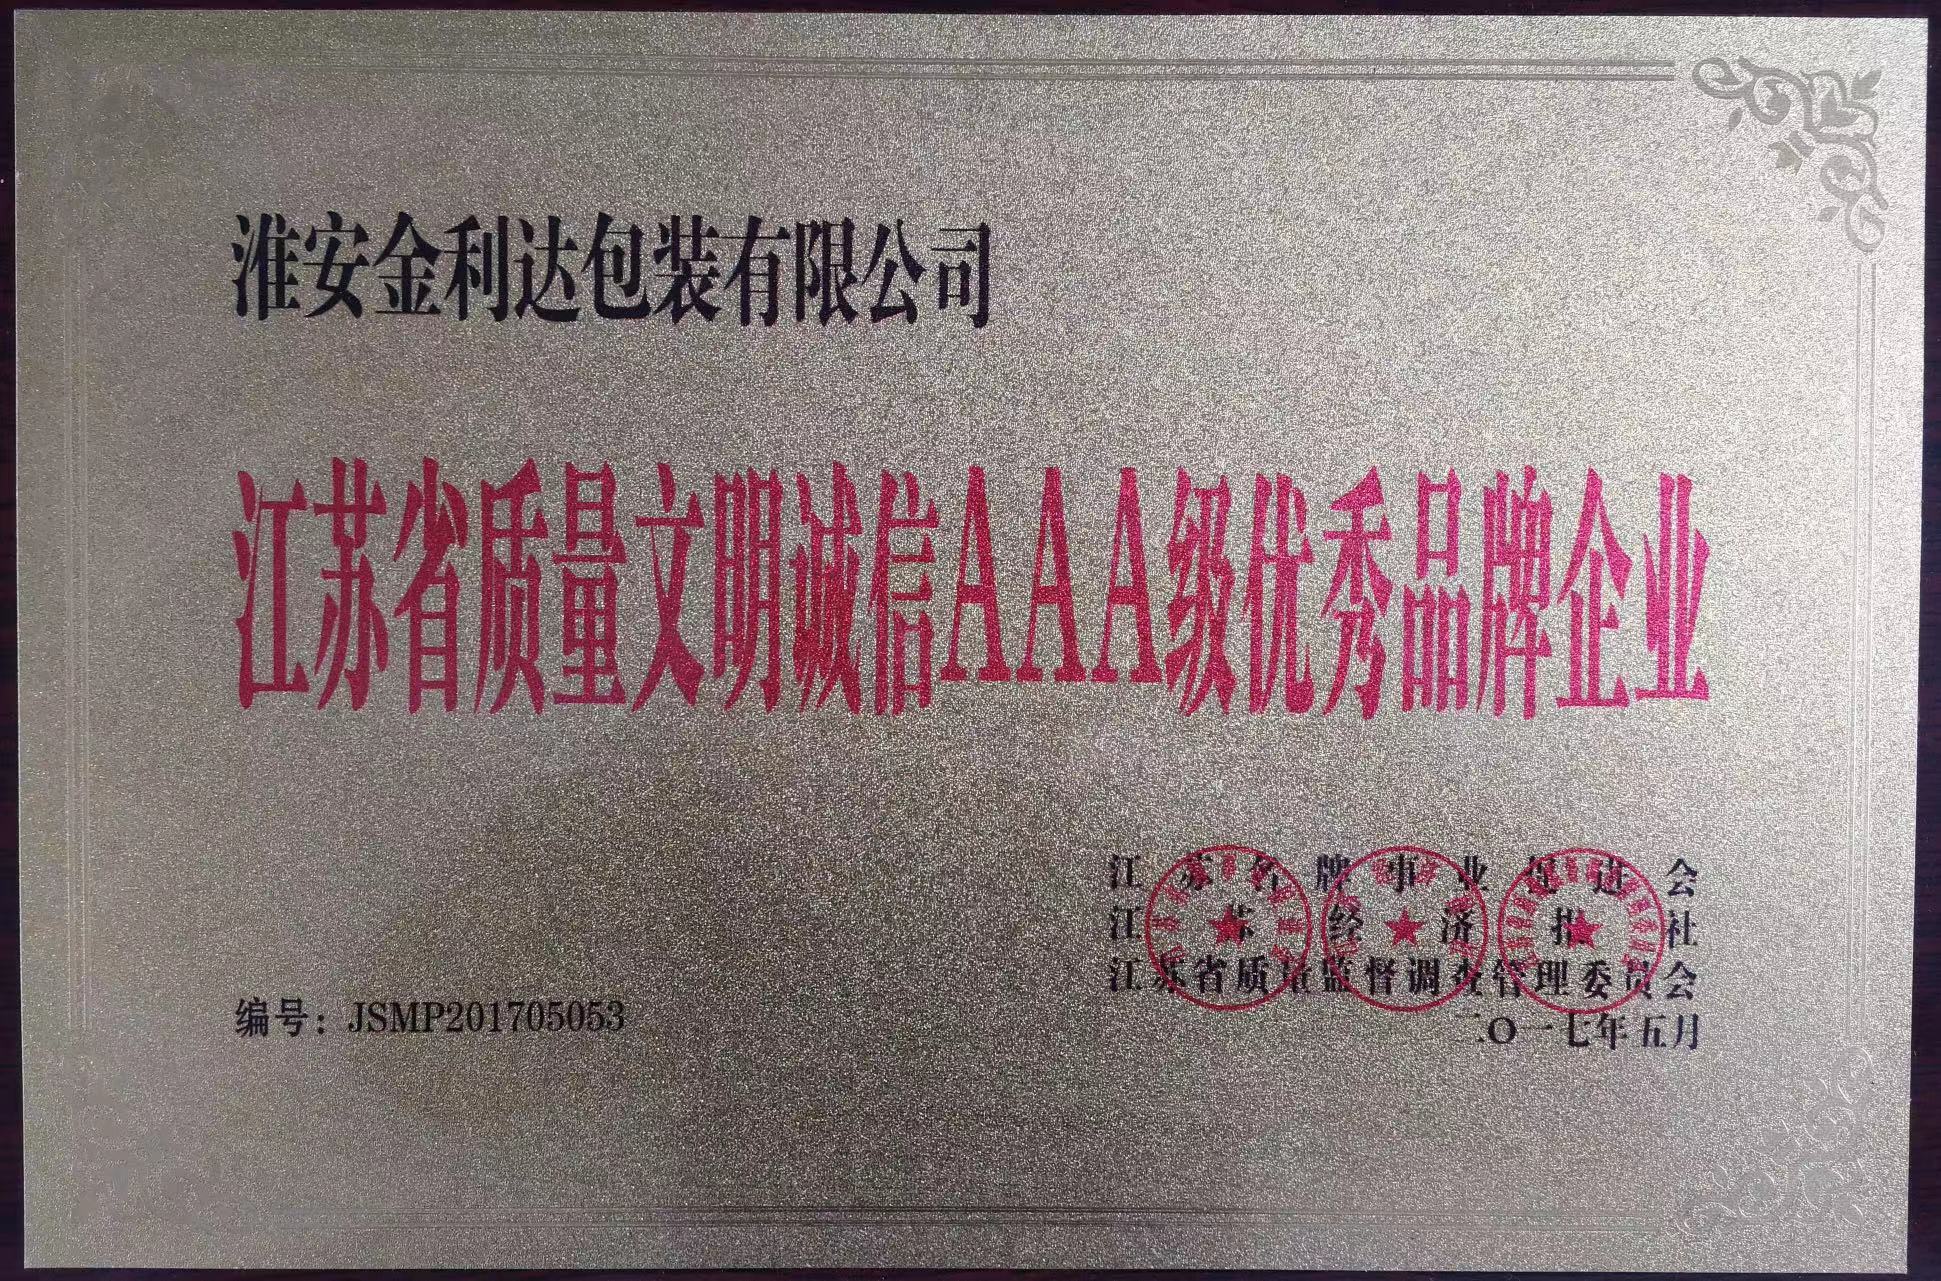 淮安金利达包装有限公司
江苏省质量文明诚信AAA级优秀品牌企业
江苏名牌事业促进会
江苏经济报社
江苏省质量监督调查管理委员会
编号：JSMP201705053
二O一七年五月